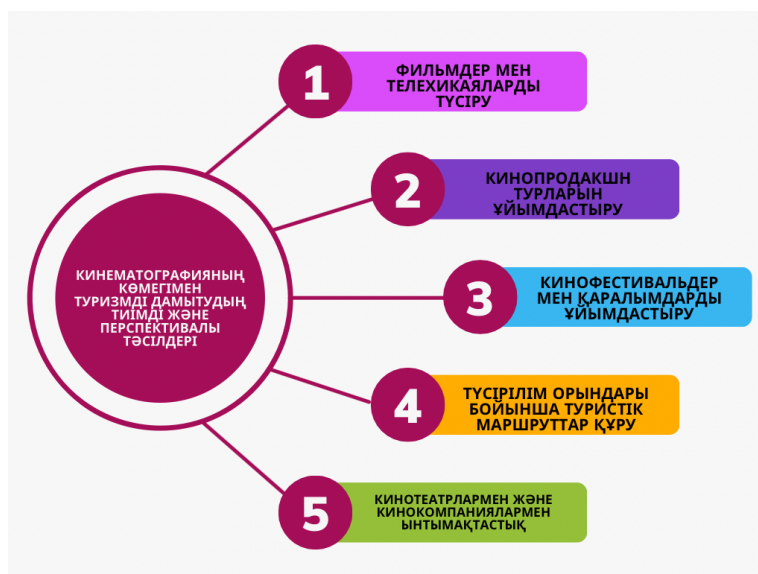 1
ФИЛЬМДЕР МЕН
ТЕЛЕХИКАЯЛАРДЫ
ТҮСІРУ
2
КИНОПРОДАКШН
ТУРЛАРЫН
ҰЙЫМДАСТЫРУ
КИНЕМАТОГРАФИЯНЫҢ
КӨМЕГІМЕН
ТУРИЗМДІ ДАМЫТУДЫҢ
ТИІМДІ ЖӘНЕ
ПЕРСПЕКТИВАЛЫ
ТӘСІЛДЕРІ
3
КИНОФЕСТИВАЛЬДЕР
МЕН ҚАРАЛЫМДАРДЫ
ҰЙЫМДАСТЫРУ
4
ТҮСІРІЛІМ ОРЫНДАРЫ
БОЙЫНША ТУРИСТІК
МАРШРУТТАР ҚҰРУ
5
КИНОТЕАТРЛАРМЕН ЖӘНЕ
КИНОКОМПАНИЯЛАРМЕН
ЫНТЫМАҚТАСТЫҚ